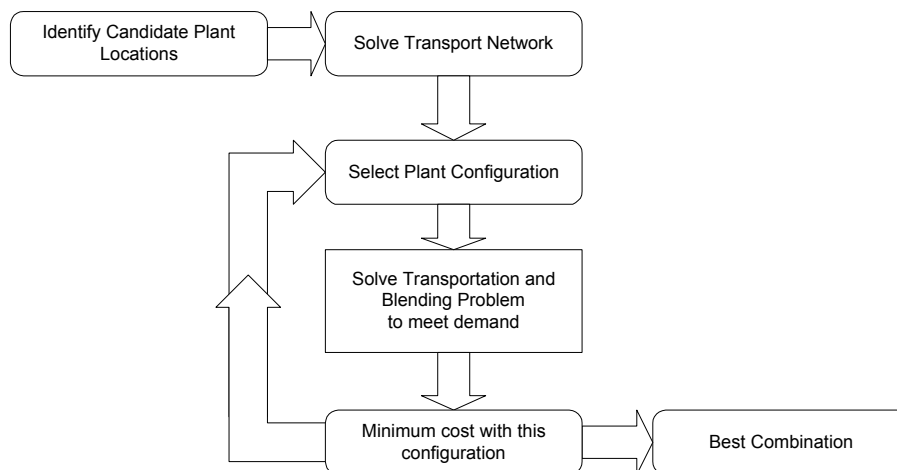 Identify Candidate Plant
Locations
Solve Transport Network
Select Plant Configuration
Solve Transportation and
Blending Problem
to meet demand
Minimum cost with this
configuration
Best Combination